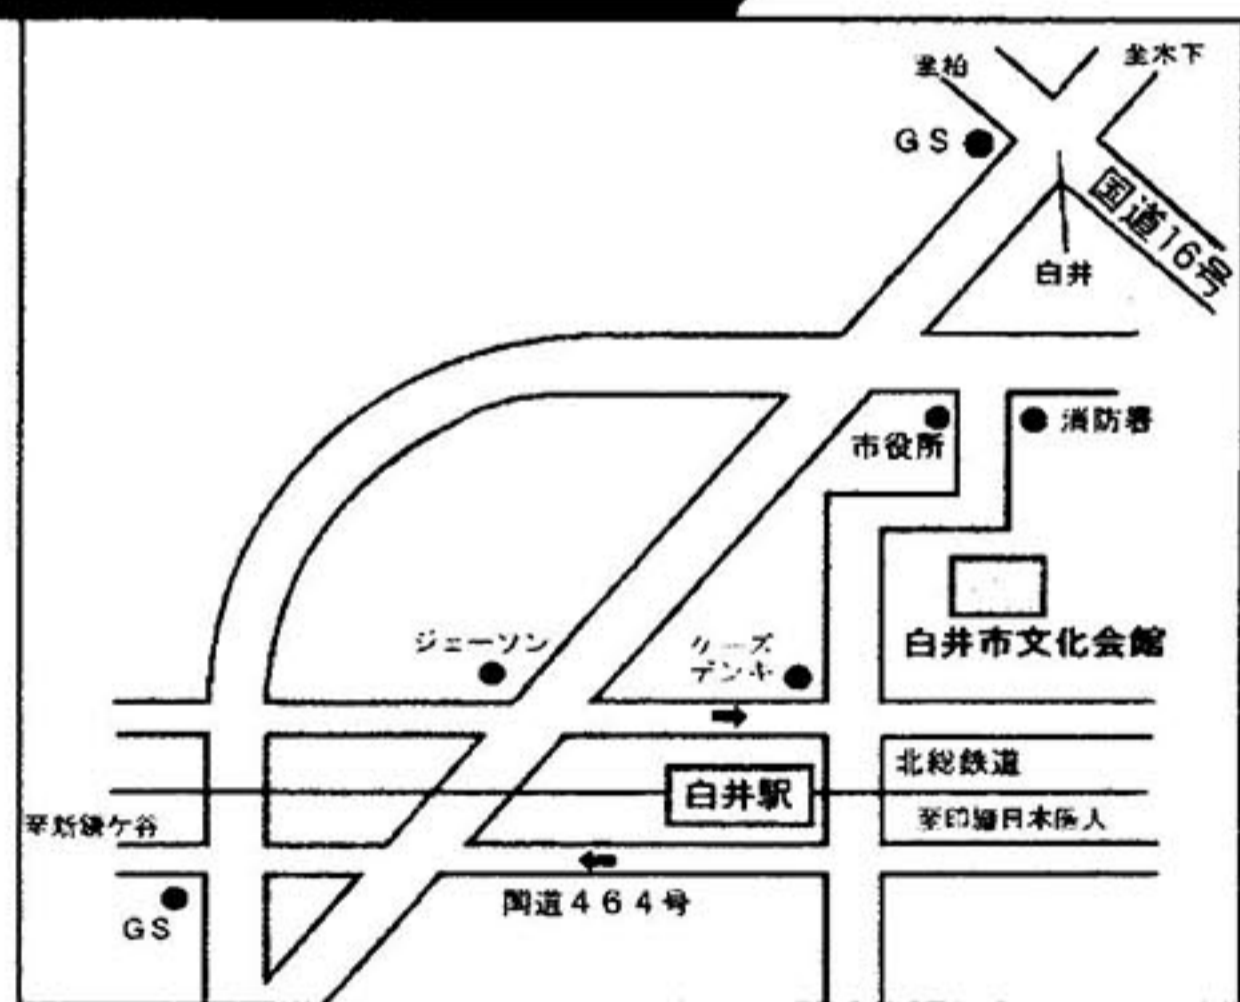 至柏
至木下
GS
国道16号
白井
市役所
消防署
白井市文化会館
ジェーソン
ケーズ
デンキ
北総鉄道
白井駅
至新鎌ケ谷
至印旛日本医大
国道464号
GS